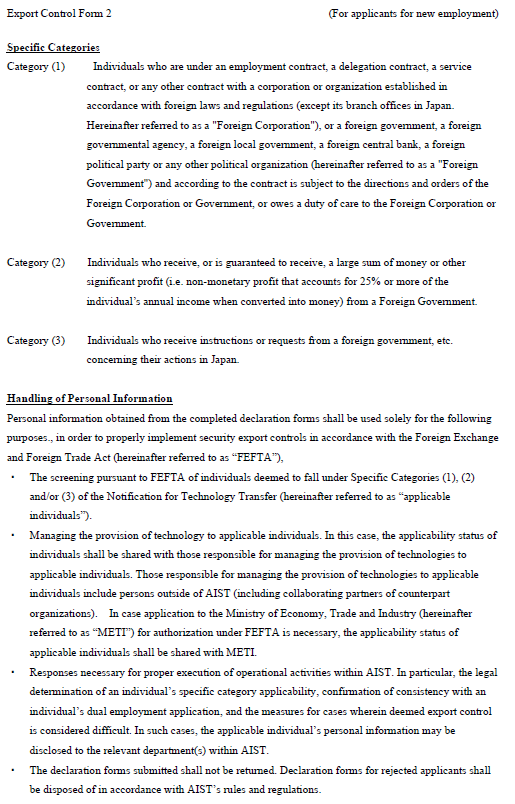 Export Control Form 2 (For applicants for new employment)
Specific Categories
Category (1) Individuals who are under an employment contract, a delegation contract, a service
contract, or any other contract with a corporation or organization established in
accordance with foreign laws and regulations (except its branch offices in Japan.
Hereinafter referred to as a "Foreign Corporation"), or a foreign government, a foreign
governmental agency, a foreign local government, a foreign central bank, a foreign
political party or any other political organization (hereinafter referred to as a "Foreign
Government") and according to the contract is subject to the directions and orders of the
Foreign Corporation or Government, or owes a duty of care to the Foreign Corporation or
Government.
Category (2) Individuals who receive, or is guaranteed to receive, a large sum of money or other
significant profit (i.e. non-monetary profit that accounts for 25% or more of the
individual's annual income when converted into money) from a Foreign Government.
Category (3) Individuals who receive instructions or requests from a foreign government, etc.
concerning their actions in Japan.
Handling of Personal Information
Personal information obtained from the completed declaration forms shall be used solely for the following
purposes., in order to properly implement security export controls in accordance with the Foreign Exchange
and Foreign Trade Act (hereinafter referred to as "FEFTA"),
・ The screening pursuant to FEFTA of individuals deemed to fall under Specific Categories (1), (2)
and/or (3) of the Notification for Technology Transfer (hereinafter referred to as "applicable
individuals").
・ Managing the provision of technology to applicable individuals. In this case, the applicability status of
individuals shall be shared with those responsible for managing the provision of technologies to
applicable individuals. Those responsible for managing the provision of technologies to applicable
individuals include persons outside of AIST (including collaborating partners of counterpart
organizations). In case application to the Ministry of Economy, Trade and Industry (hereinafter
referred to as "METI") for authorization under FEFTA is necessary, the applicability status of
applicable individuals shall be shared with METI.
・ Responses necessary for proper execution of operational activities within AIST. In particular, the legal
determination of an individual's specific category applicability, confirmation of consistency with an
individual's dual employment application, and the measures for cases wherein deemed export control
is considered difficult. In such cases, the applicable individual's personal information may be
disclosed to the relevant department(s) within AIST.
・ The declaration forms submitted shall not be returned. Declaration forms for rejected applicants shall
be disposed of in accordance with AIST's rules and regulations.